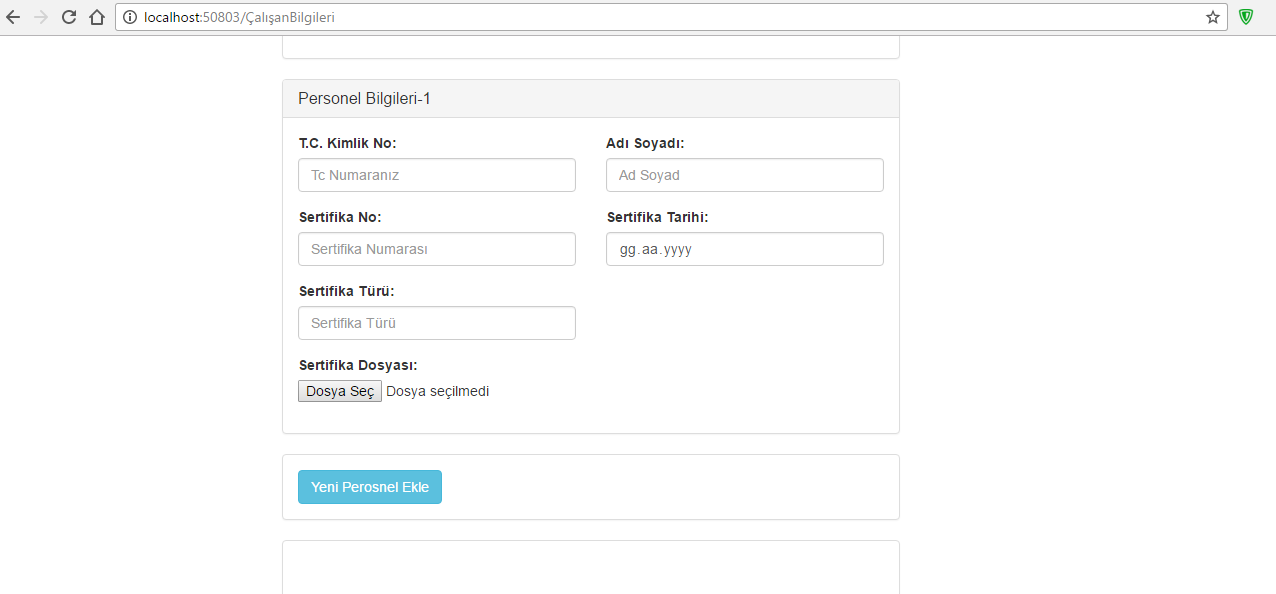 localhost:50803/ÇalışanBilgileri
Personel Bilgileri-1
T.C. Kimlik No: Adı Soyadı:
Tc Numaranız Ad Soyad
Sertifika No: Sertifika Tarihi:
Sertifika Numarası gg.aa.yyyy
Sertifika Türü:
Sertifika Türü
Sertifika Dosyası:
Dosya Seç Dosya seçilmedi
Yeni Perosnel Ekle